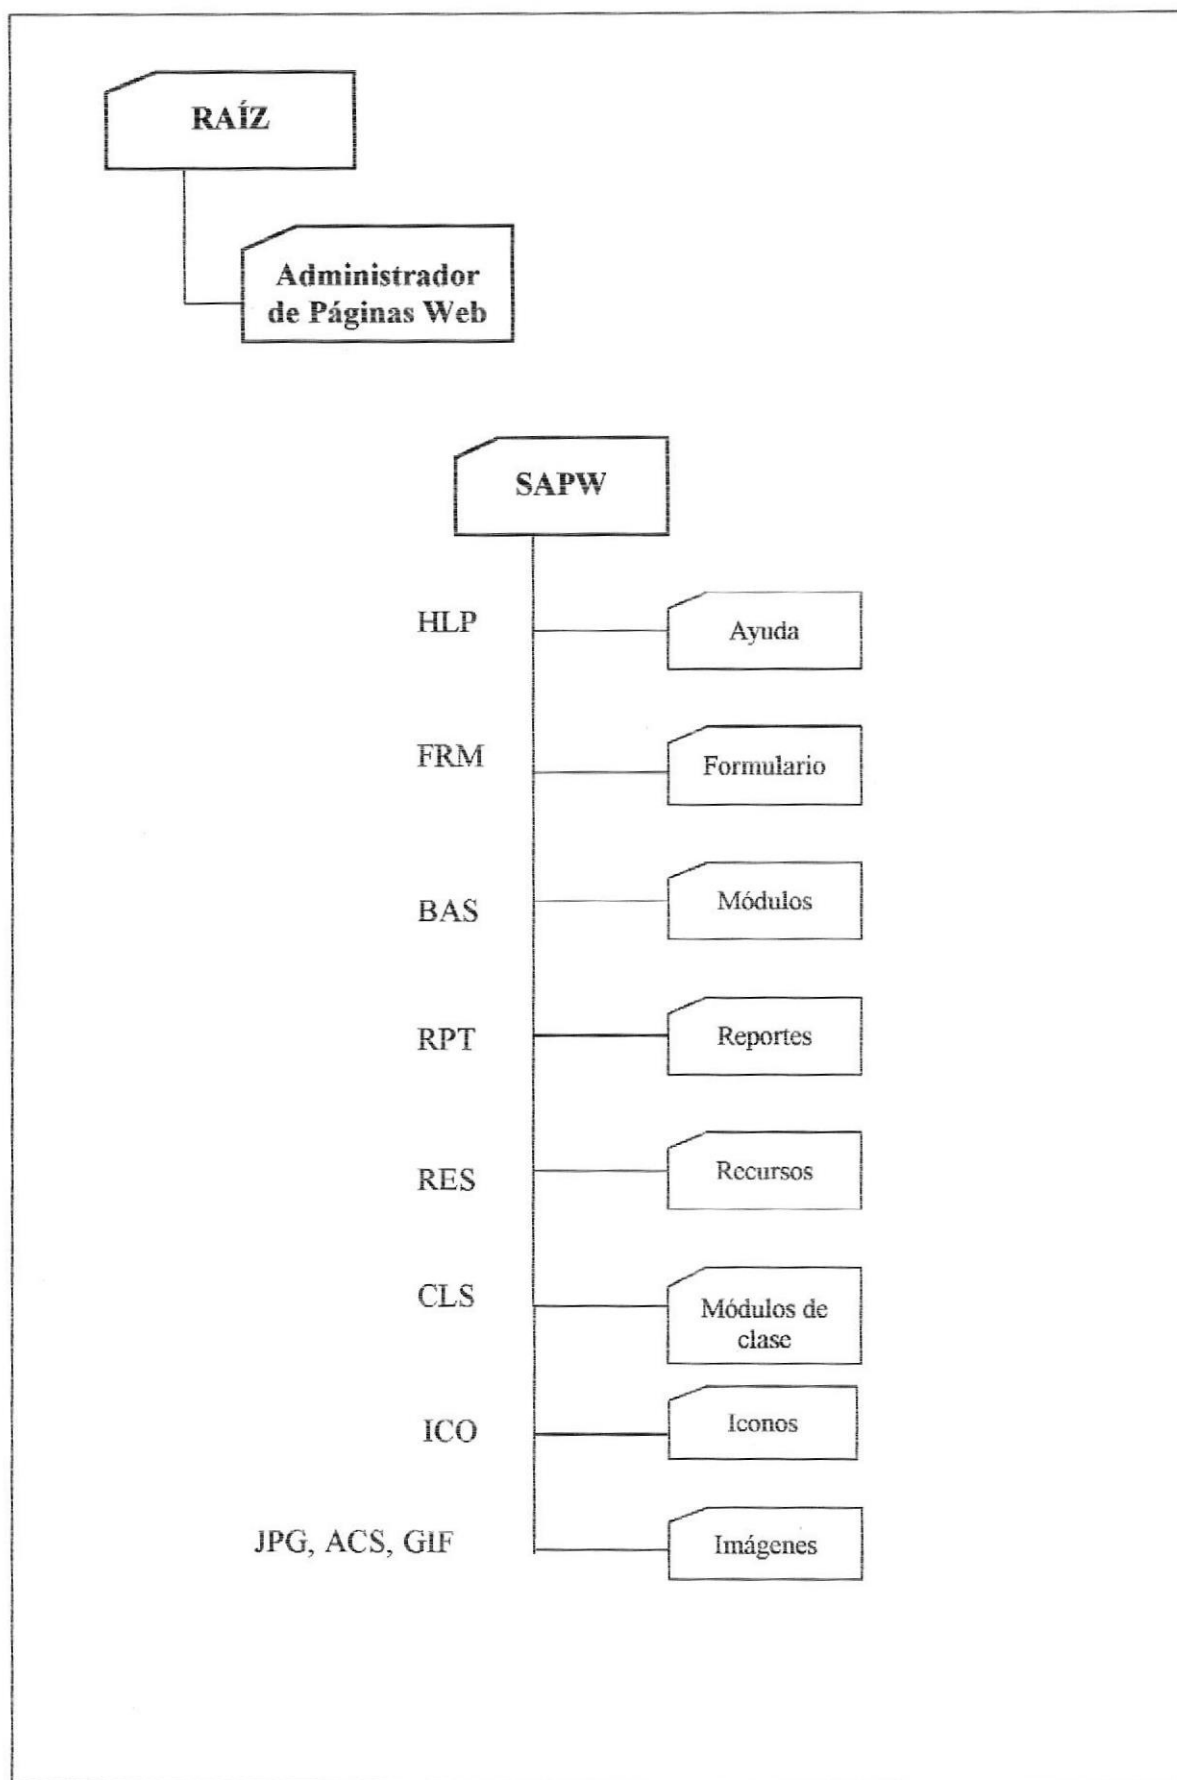 RAÍZ
Administrador
de Páginas Web
SAPW
HLP
Ayuda
FRM
Formulario
BAS
Módulos
RPT
Reportes
RES
Recursos
CLS
Módulos de
clase
ICO
Iconos
JPG, ACS, GIF
Imágenes